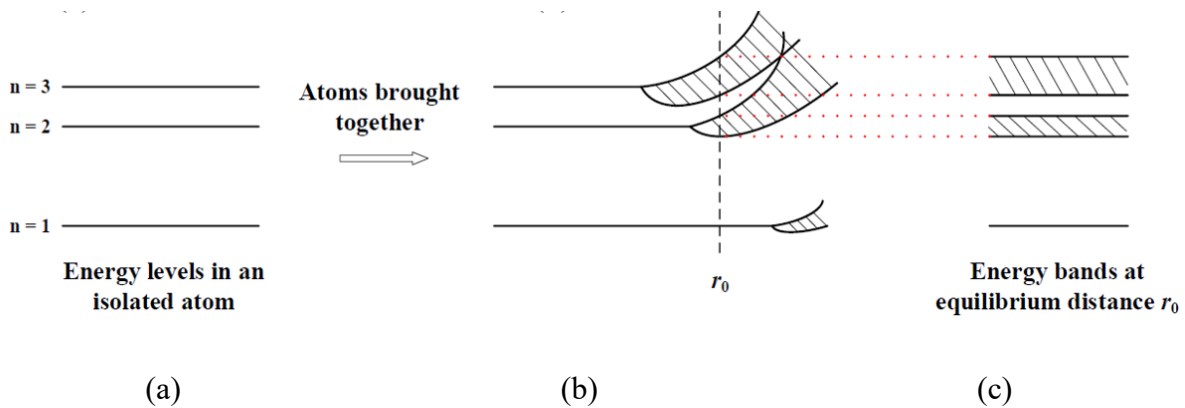 n = 3
n = 2
n = 1
Energy levels in an
isolated atom
Atoms brought
together
r₀
Energy bands at
equilibrium distance r₀
(a)
(b)
(c)